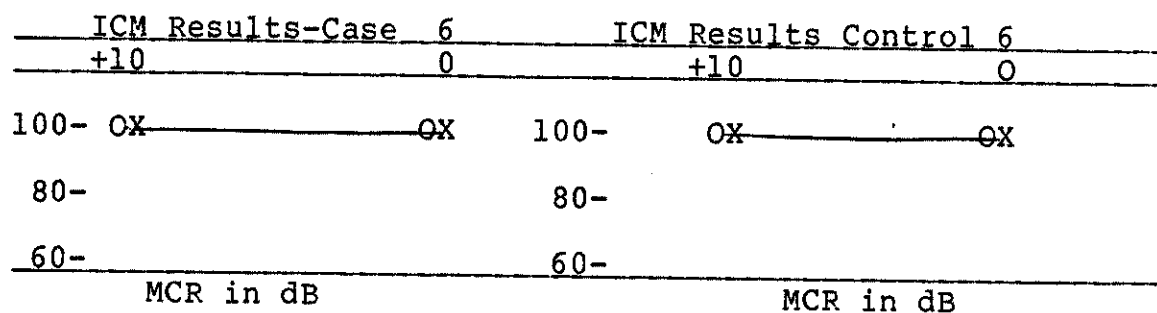 ICM Results-Case 6 ICM Results Control 6
+10 0 +10 O
100- OX OX 100- OX OX
80- 80-
60- 60-
MCR in dB MCR in dB